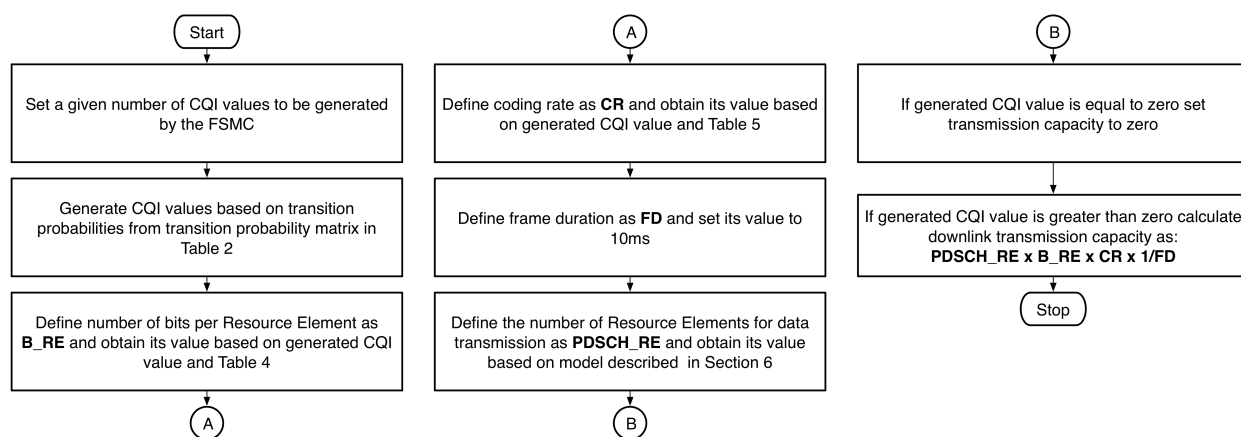 Start
Set a given number of CQI values to be generated
by the FSMC
Generate CQI values based on transition
probabilities from transition probability matrix in
Table 2
Define number of bits per Resource Element as
B_RE and obtain its value based on generated CQI
value and Table 4
A
A
Define coding rate as CR and obtain its value based
on generated CQI value and Table 5
Define frame duration as FD and set its value to
10ms
Define the number of Resource Elements for data
transmission as PDSCH_RE and obtain its value
based on model described in Section 6
B
B
If generated CQI value is equal to zero set
transmission capacity to zero
If generated CQI value is greater than zero calculate
downlink transmission capacity as:
PDSCH_RE x B_RE x CR x 1/FD
Stop